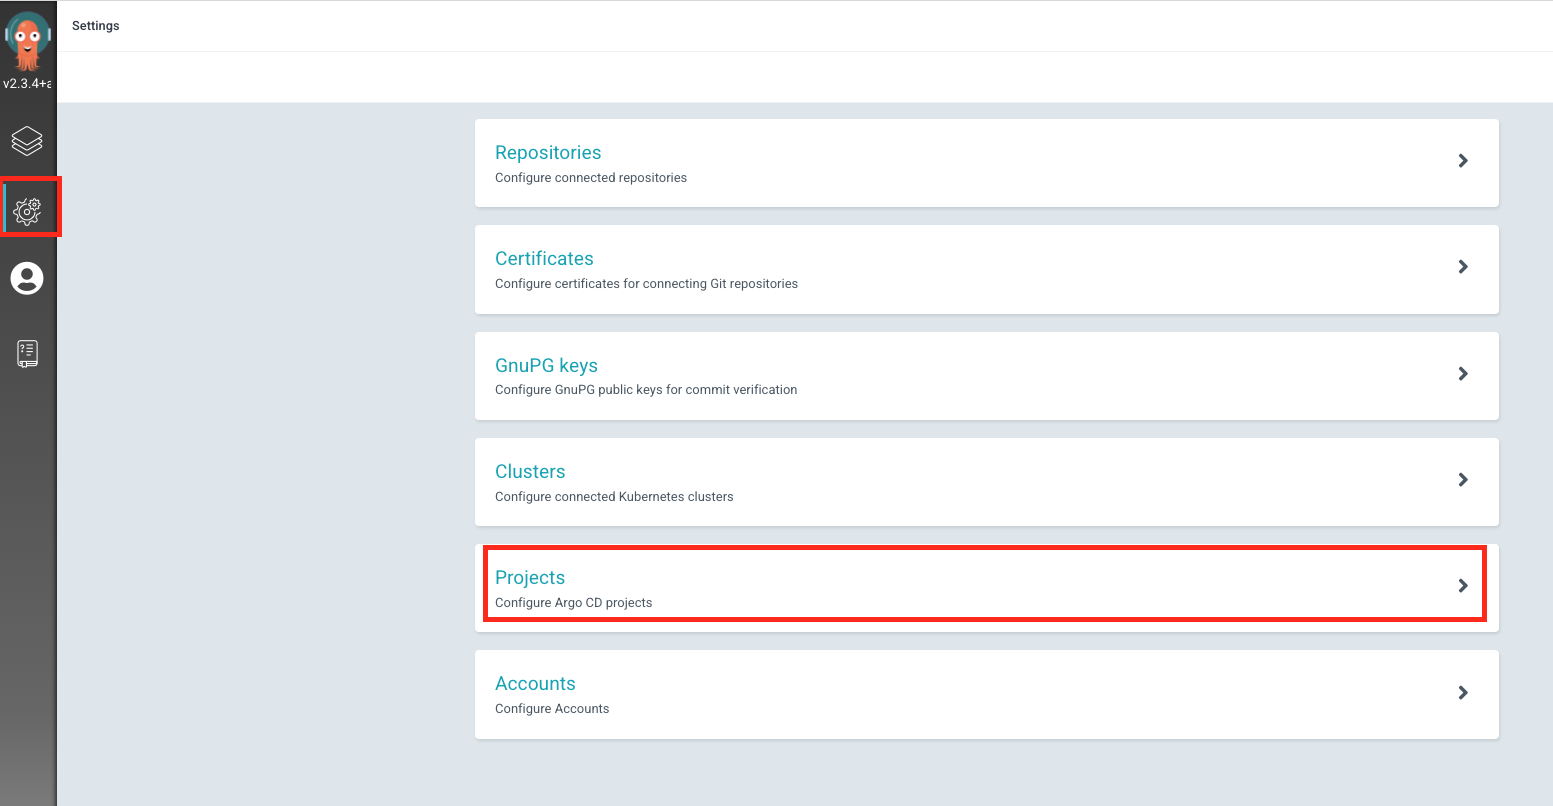 Settings
v2.3.4+a
Repositories
Configure connected repositories
Certificates
Configure certificates for connecting Git repositories
GnuPG keys
Configure GnuPG public keys for commit verification
Clusters
Configure connected Kubernetes clusters
Projects
Configure Argo CD projects
Accounts
Configure Accounts